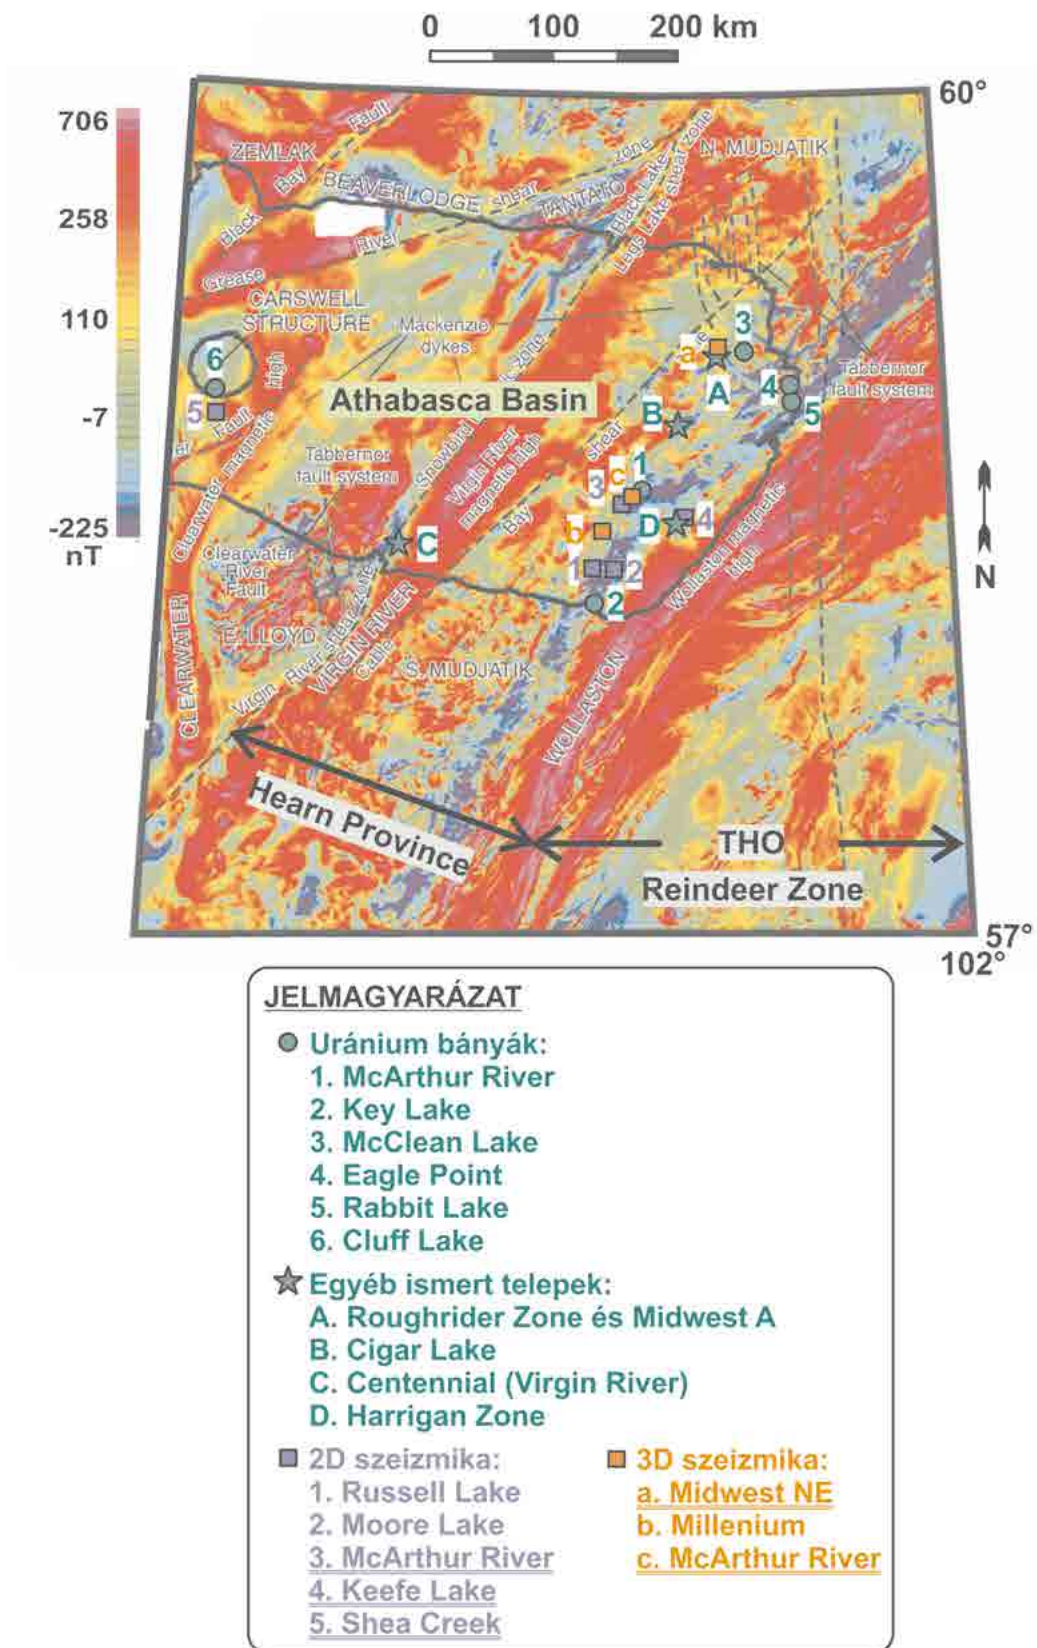 0 100 200 km
60°
706
258
110
-7
-225
nT
ZEMLAK
Black
Bay
Fault
BEAVERLODGE
Grease
River
shear
zone
TANTATO
Black Lake
Legs Lake shear zone
N. MUDJATIK
CARSWELL
STRUCTURE
Mackenzie
dykes
6
5
high
Athabasca Basin
a
3
A
4
5
Tabbernor
fault system
B
Fault
Clearwater magnetic
Tabbernor
fault system
Snowbird
zone
Virgin River
magnetic high
shear
Bay
3
c
1
b
D
4
1
2
2
C
Clearwater
River
Fault
Wollaston magnetic
high
N
CLEARWATER
E. LLOYD
Virgin River shear zone
VIRGIN RIVER
Cable
S. MUDJATIK
WOLLASTON
Hearn Province
THO
Reindeer Zone
57°
102°
JELMAGYARÁZAT
Uránium bányák:
1. McArthur River
2. Key Lake
3. McClean Lake
4. Eagle Point
5. Rabbit Lake
6. Cluff Lake
Egyéb ismert telepek:
A. Roughrider Zone és Midwest A
B. Cigar Lake
C. Centennial (Virgin River)
D. Harrigan Zone
2D szeizmika:
1. Russell Lake
2. Moore Lake
3. McArthur River
4. Keefe Lake
5. Shea Creek
3D szeizmika:
a. Midwest NE
b. Millenium
c. McArthur River